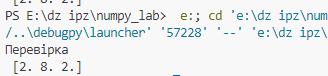 PS E:\dz ipz\numpy_lab>  e:; cd 'e:\dz ipz\num
/..\debugpy\launcher' '57228' '--' 'e:\dz ipz\
Перевірка
 [2. 8. 2.]
 [2. 8. 2.]